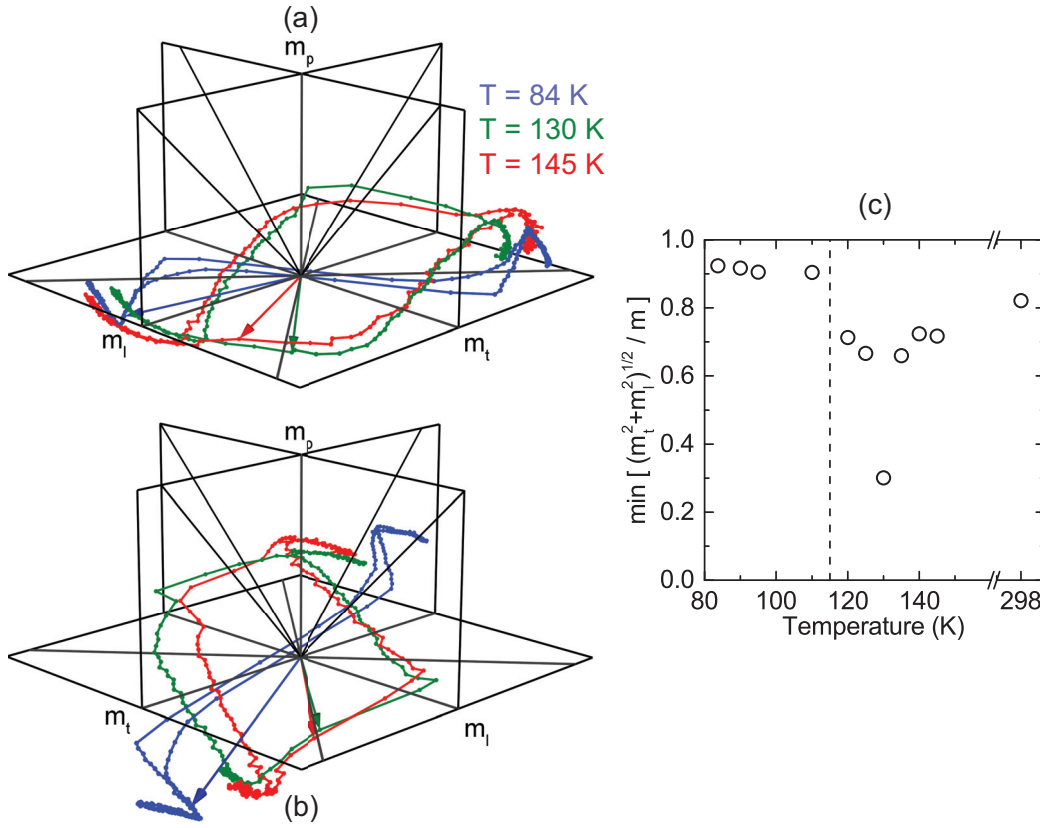 (a)
m_p
T = 84 K
T = 130 K
T = 145 K
m_l
m_t
(b)
m_p
m_t
m_l
(c)
min [ (m_t^2+m_l^2)^{1/2} / m ]
1.0
0.8
0.6
0.4
0.2
0.0
80 100 120 140 298
Temperature (K)